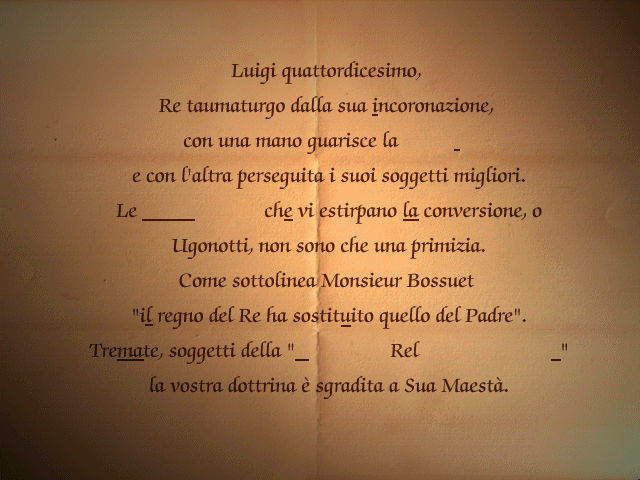 Luigi quattordicesimo,
Re taumaturgo dalla sua incoronazione,
con una mano guarisce la _
e con l'altra perseguita i suoi soggetti migliori.
Le _____ che vi estirpano la conversione, o
Ugonotti, non sono che una primizia.
Come sottolinea Monsieur Bossuet
"il regno del Re ha sostituito quello del Padre".
Tremate, soggetti della "_ Rel _"
la vostra dottrina è sgradita a Sua Maestà.